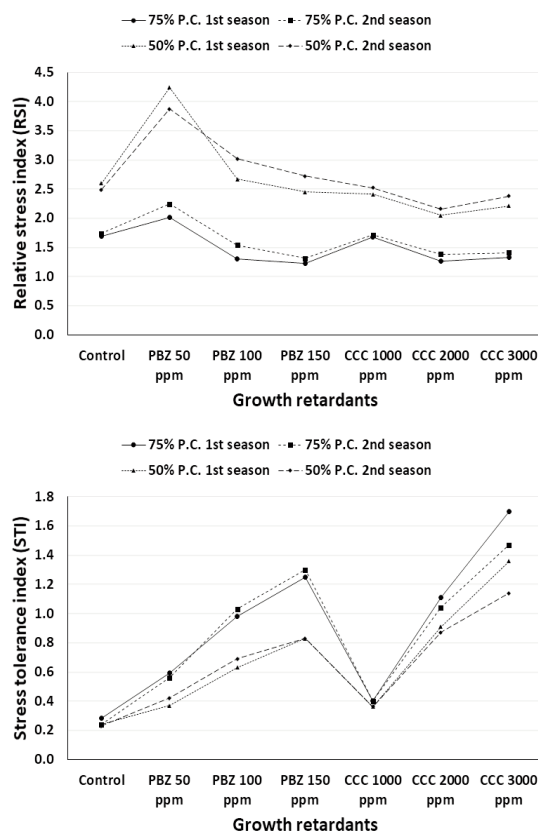 75% P.C. 1st season 75% P.C. 2nd season
50% P.C. 1st season 50% P.C. 2nd season
Relative stress index (RSI)
4.5
4.0
3.5
3.0
2.5
2.0
1.5
1.0
0.5
0.0
Control PBZ 50 PBZ 100 PBZ 150 CCC 1000 CCC 2000 CCC 3000
ppm ppm ppm ppm ppm ppm
Growth retardants
75% P.C. 1st season 75% P.C. 2nd season
50% P.C. 1st season 50% P.C. 2nd season
Stress tolerance index (STI)
1.8
1.6
1.4
1.2
1.0
0.8
0.6
0.4
0.2
0.0
Control PBZ 50 PBZ 100 PBZ 150 CCC 1000 CCC 2000 CCC 3000
ppm ppm ppm ppm ppm ppm
Growth retardants